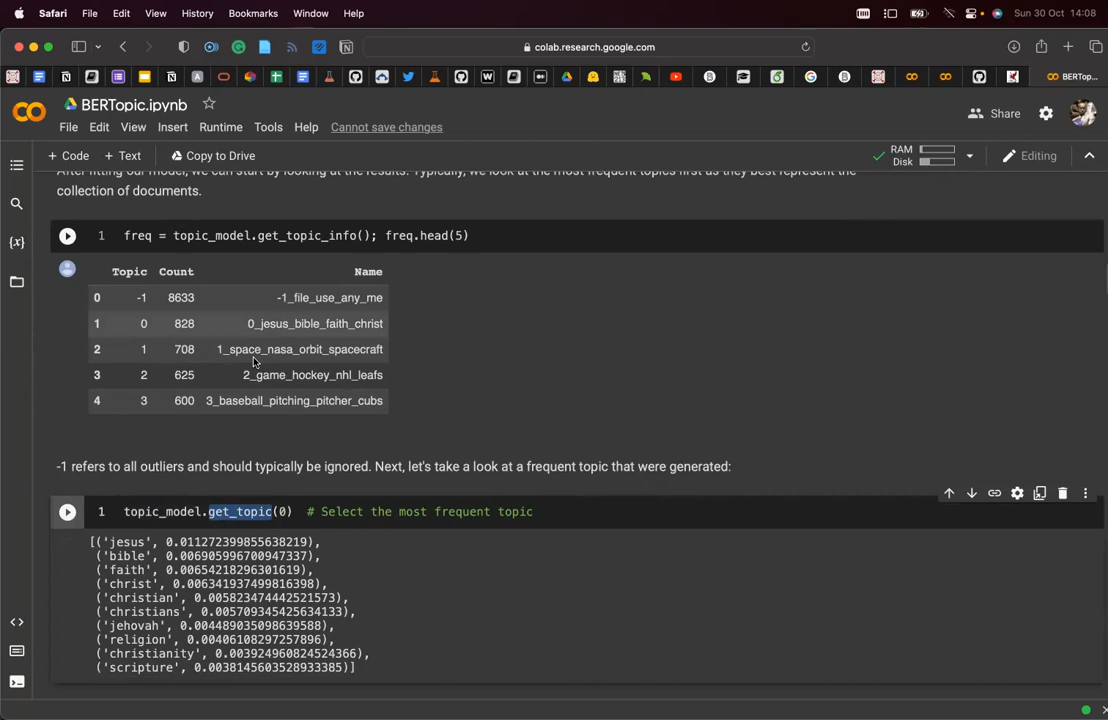 Safari File Edit View History Bookmarks Window Help Sun 30 Oct 14:08
colab.research.google.com
BERTop...
BERTopic.ipynb
File Edit View Insert Runtime Tools Help Cannot save changes
Share
+ Code + Text Copy to Drive
RAM
Disk
Editing
After fitting our model, we can start by looking at the results. Typically, we look at the most frequent topics first as they best represent the
collection of documents.
1 freq = topic_model.get_topic_info(); freq.head(5)
Topic Count Name
0 -1 8633 -1_file_use_any_me
1 0 828 0_jesus_bible_faith_christ
2 1 708 1_space_nasa_orbit_spacecraft
3 2 625 2_game_hockey_nhl_leafs
4 3 600 3_baseball_pitching_pitcher_cubs
-1 refers to all outliers and should typically be ignored. Next, let's take a look at a frequent topic that were generated:
1 topic_model.get_topic(0) # Select the most frequent topic
[('jesus', 0.011272399855638219),
('bible', 0.006905996700947337),
('faith', 0.00654218296301619),
('christ', 0.006341937499816398),
('christian', 0.005823474442521573),
('christians', 0.005709345425634133),
('jehovah', 0.004489035098639588),
('religion', 0.00406108297257896),
('christianity', 0.003924960824524366),
('scripture', 0.0038145603528933385)]